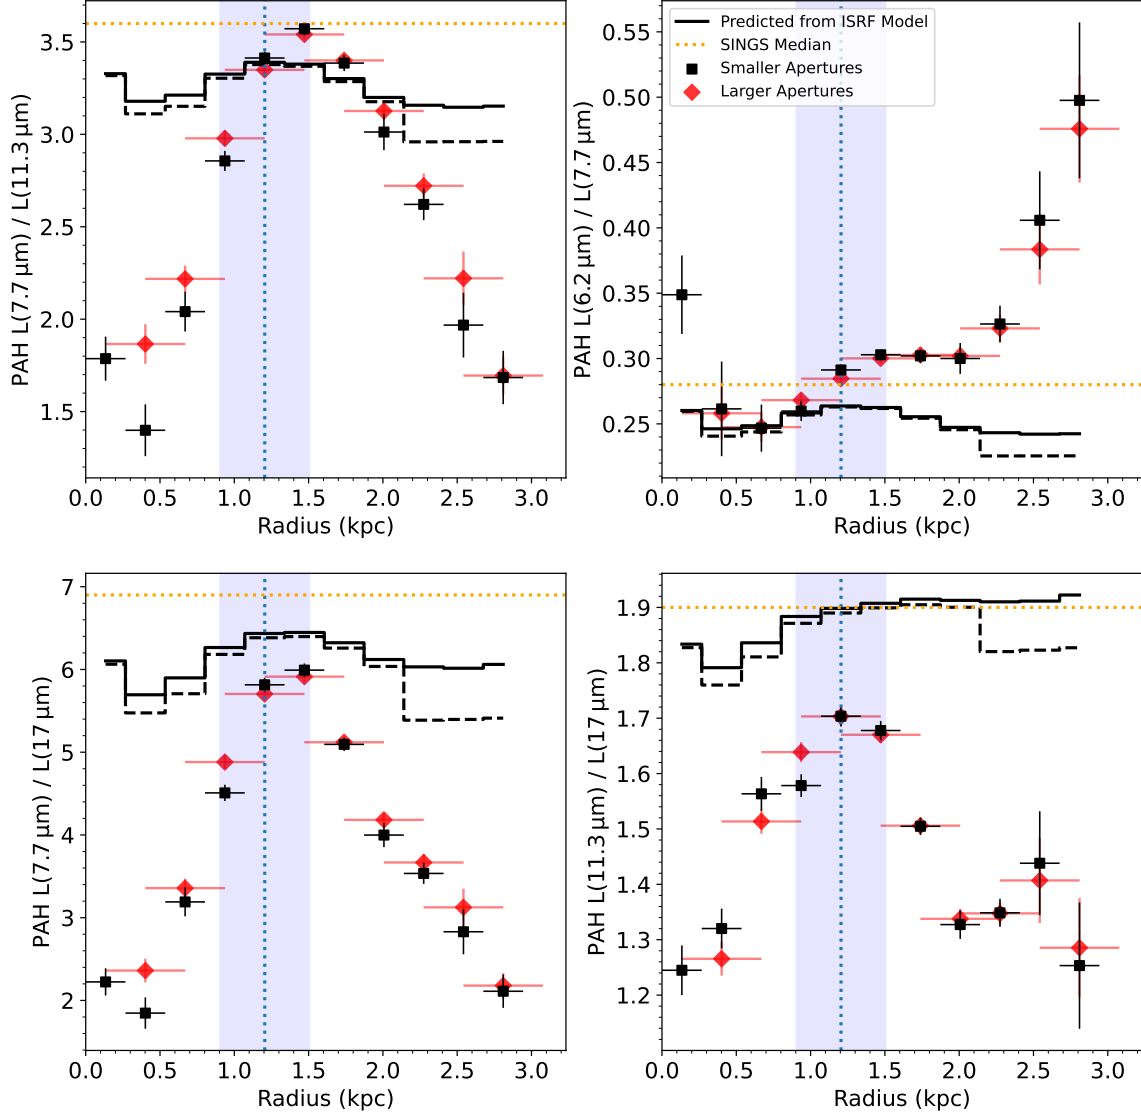 PAH L(7.7 μm) / L(11.3 μm)
3.5
3.0
2.5
2.0
1.5
0.0 0.5 1.0 1.5 2.0 2.5 3.0
Radius (kpc)
PAH L(6.2 μm) / L(7.7 μm)
0.55
0.50
0.45
0.40
0.35
0.30
0.25
Predicted from ISRF Model
SINGS Median
Smaller Apertures
Larger Apertures
0.0 0.5 1.0 1.5 2.0 2.5 3.0
Radius (kpc)
PAH L(7.7 μm) / L(17 μm)
7
6
5
4
3
2
0.0 0.5 1.0 1.5 2.0 2.5 3.0
Radius (kpc)
PAH L(11.3 μm) / L(17 μm)
1.9
1.8
1.7
1.6
1.5
1.4
1.3
1.2
0.0 0.5 1.0 1.5 2.0 2.5 3.0
Radius (kpc)